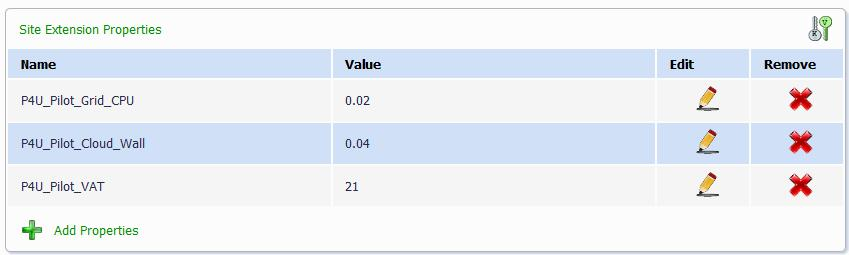 Site Extension Properties
Name Value Edit Remove
P4U_Pilot_Grid_CPU 0.02
P4U_Pilot_Cloud_Wall 0.04
P4U_Pilot_VAT 21
Add Properties